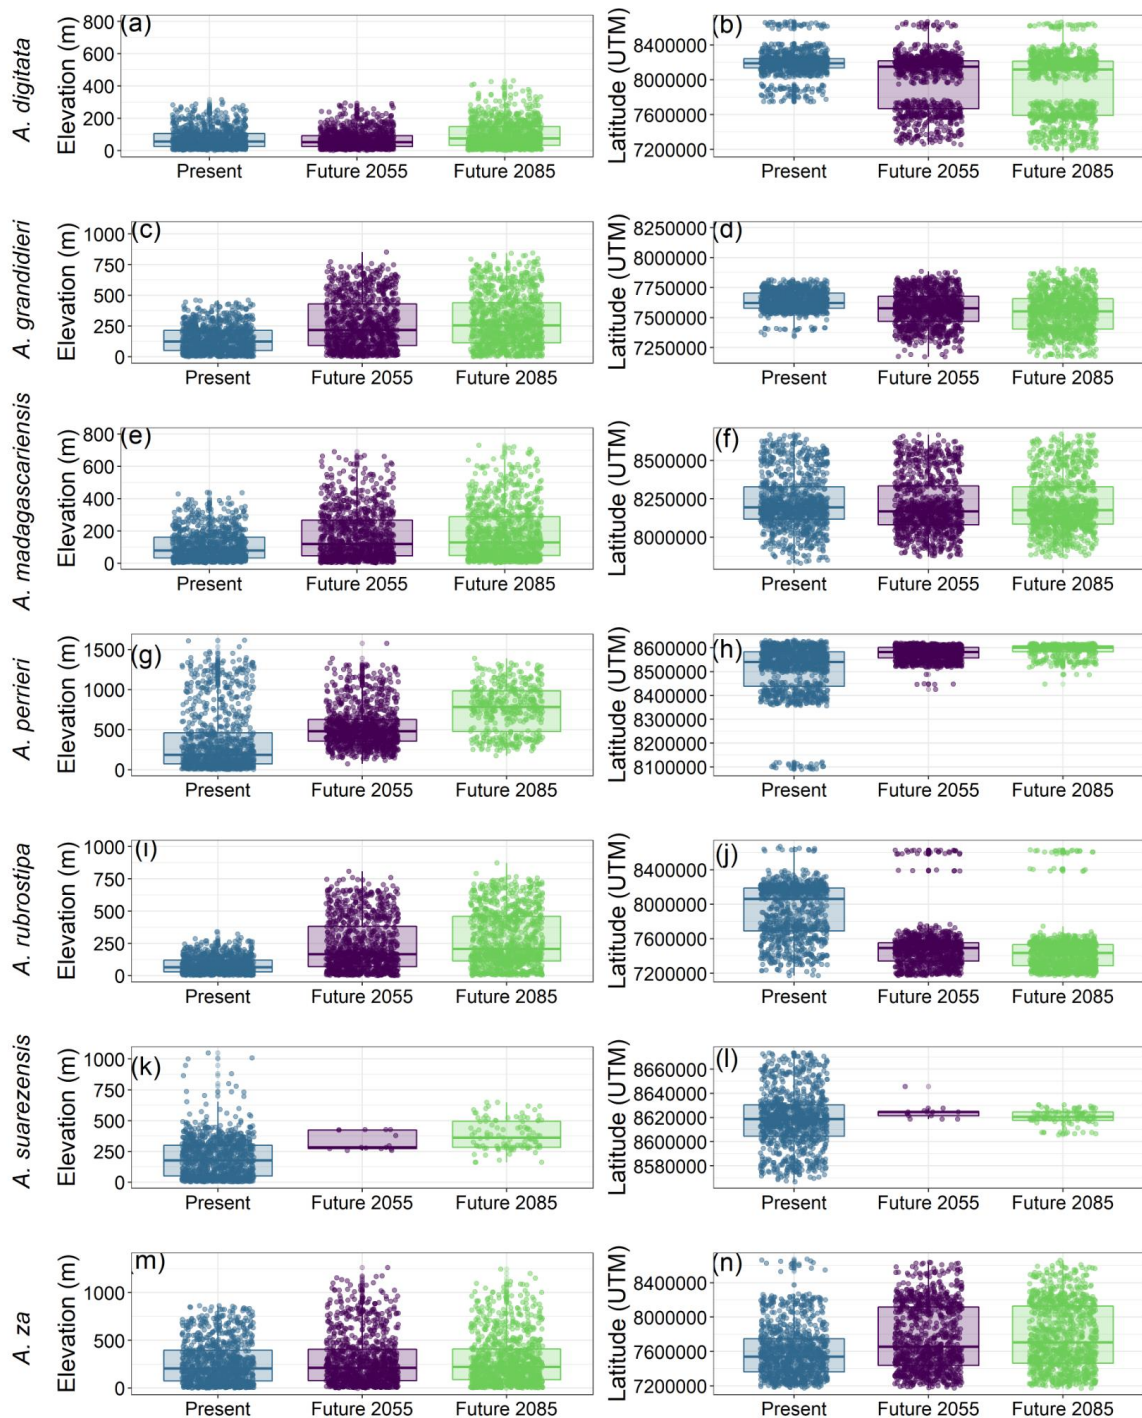 A. digitata
Elevation (m)
(a)
800
600
400
200
0
Present Future 2055 Future 2085
Latitude (UTM)
(b)
8400000
8000000
7600000
7200000
Present Future 2055 Future 2085
A. grandidieri
Elevation (m)
(c)
1000
750
500
250
0
Present Future 2055 Future 2085
Latitude (UTM)
(d)
8250000
8000000
7750000
7500000
7250000
Present Future 2055 Future 2085
A. madagascariensis
Elevation (m)
(e)
800
600
400
200
0
Present Future 2055 Future 2085
Latitude (UTM)
(f)
8500000
8250000
8000000
Present Future 2055 Future 2085
A. perrieri
Elevation (m)
(g)
1500
1000
500
0
Present Future 2055 Future 2085
Latitude (UTM)
(h)
8600000
8500000
8400000
8300000
8200000
8100000
Present Future 2055 Future 2085
A. rubrostipa
Elevation (m)
(i)
1000
750
500
250
0
Present Future 2055 Future 2085
Latitude (UTM)
(j)
8400000
8000000
7600000
7200000
Present Future 2055 Future 2085
A. suarezensis
Elevation (m)
(k)
1000
750
500
250
0
Present Future 2055 Future 2085
Latitude (UTM)
(l)
8660000
8640000
8620000
8600000
8580000
Present Future 2055 Future 2085
A. za
Elevation (m)
(m)
1000
500
0
Present Future 2055 Future 2085
Latitude (UTM)
(n)
8400000
8000000
7600000
7200000
Present Future 2055 Future 2085